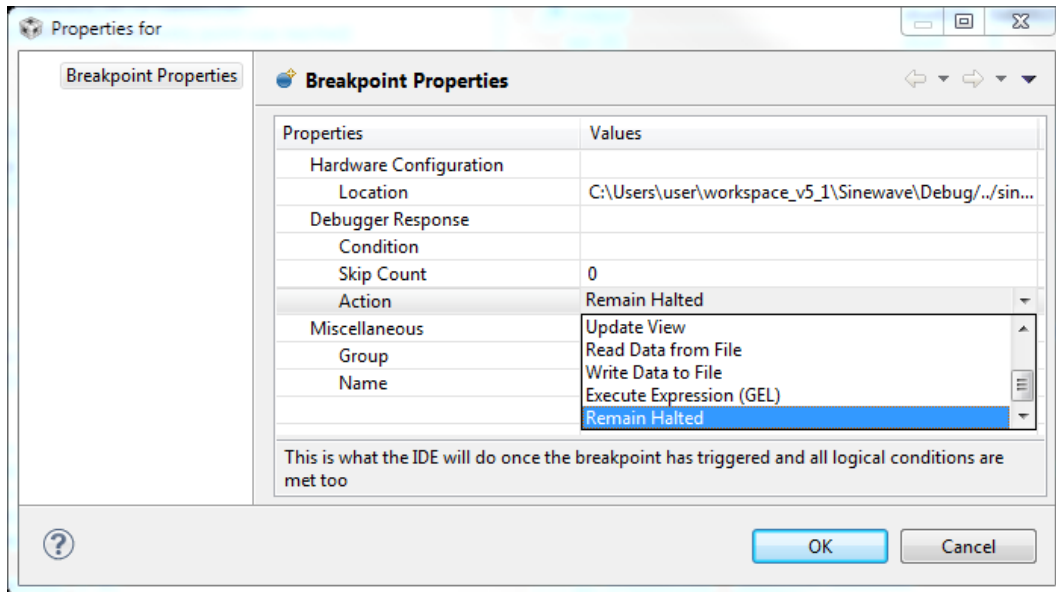 Properties for
Breakpoint Properties
Breakpoint Properties
Properties Values
Hardware Configuration
Location C:\Users\user\workspace_v5_1\Sinewave\Debug/../sin...
Debugger Response
Condition
Skip Count 0
Action Remain Halted
Miscellaneous Update View
Group Read Data from File
Name Write Data to File
Execute Expression (GEL)
Remain Halted
This is what the IDE will do once the breakpoint has triggered and all logical conditions are
met too
? OK Cancel